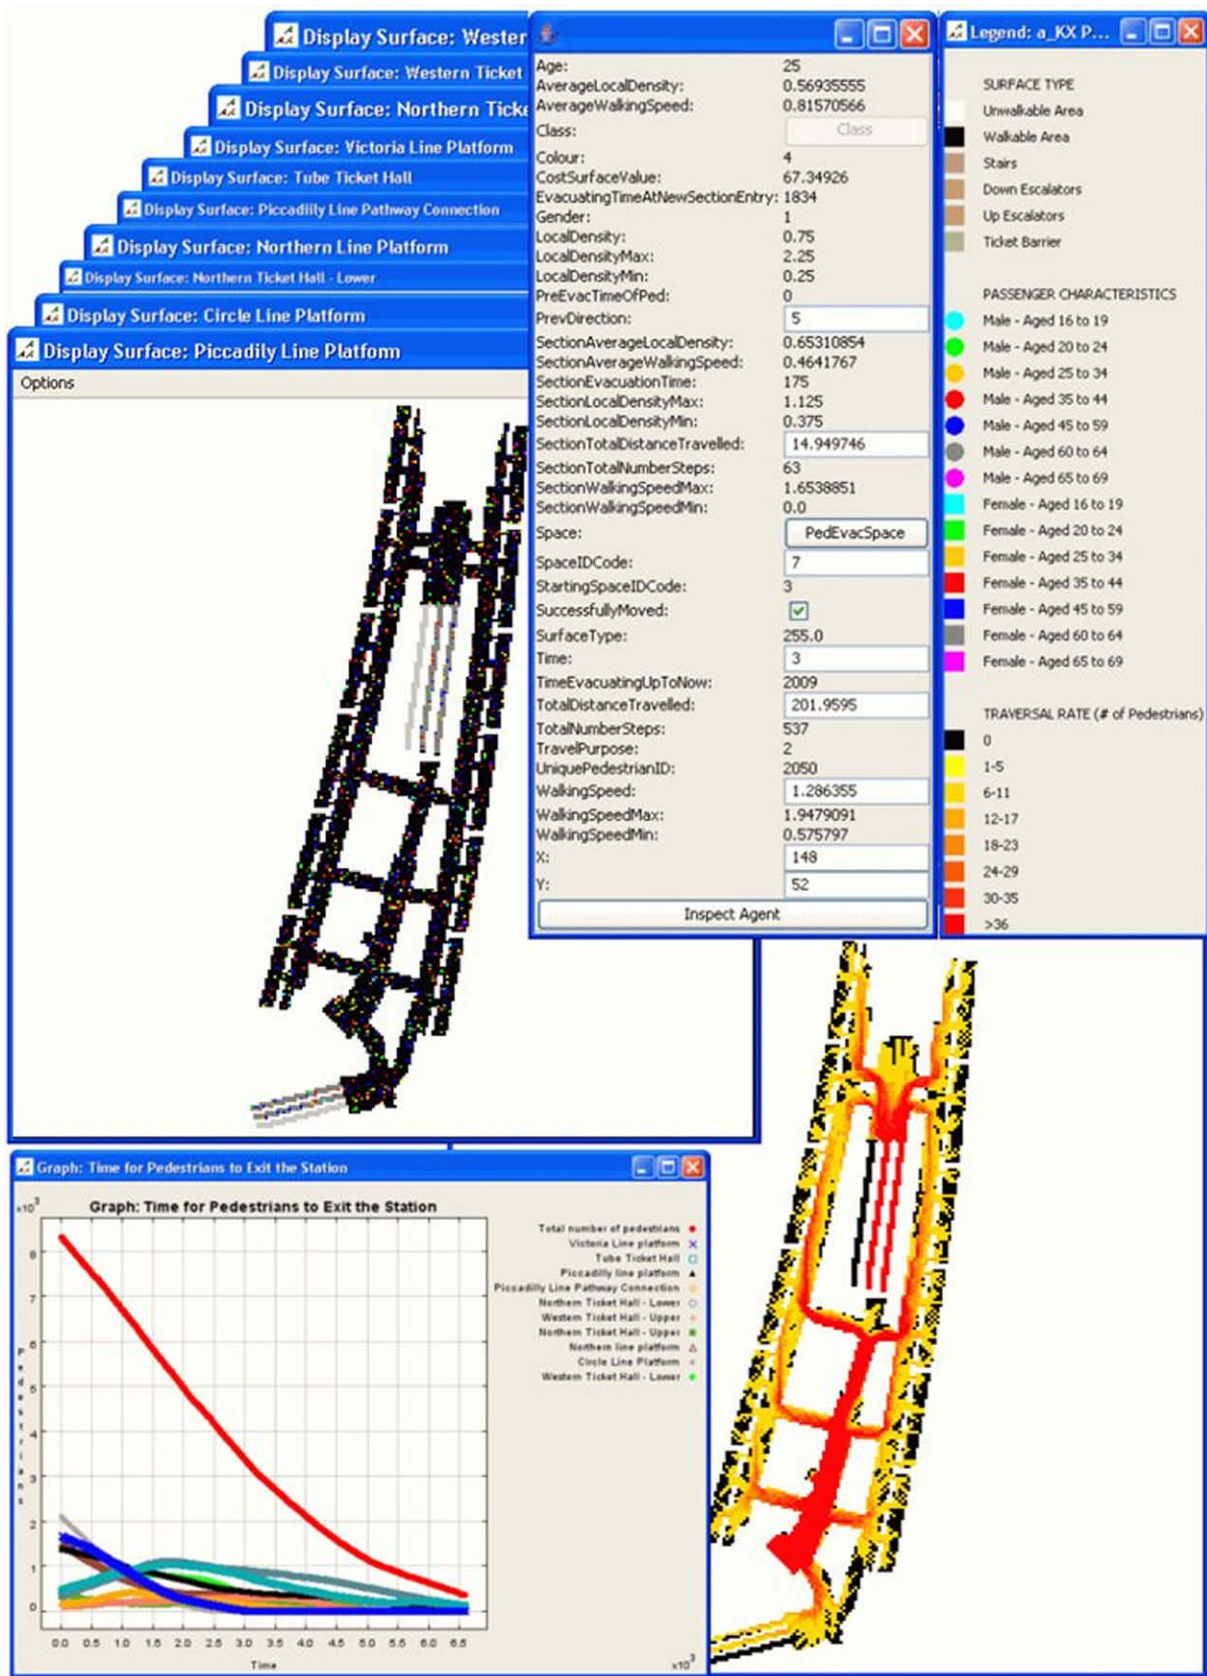 Display Surface: Wester
Display Surface: Western Ticket
Display Surface: Northern Ticke
Display Surface: Victoria Line Platform
Display Surface: Tube Ticket Hall
Display Surface: Piccadiily Line Pathway Connection
Display Surface: Northern Line Platform
Display Surface: Northern Ticket Hall - Lower
Display Surface: Circle Line Platform
Display Surface: Piccadily Line Platform
Options
Age: 25
AverageLocalDensity: 0.56935555
AverageWalkingSpeed: 0.81570566
Class: Class
Colour: 4
CostSurfaceValue: 67.34926
EvacuatingTimeAtNewSectionEntry: 1834
Gender: 1
LocalDensity: 0.75
LocalDensityMax: 2.25
LocalDensityMin: 0.25
PreEvacTimeOfPed: 0
PrevDirection: 5
SectionAverageLocalDensity: 0.65310854
SectionAverageWalkingSpeed: 0.4641767
SectionEvacuationTime: 175
SectionLocalDensityMax: 1.125
SectionLocalDensityMin: 0.375
SectionTotalDistanceTravelled: 14.949746
SectionTotalNumberSteps: 63
SectionWalkingSpeedMax: 1.6538851
SectionWalkingSpeedMin: 0.0
Space: PedEvacSpace
SpaceIDCode: 7
StartingSpaceIDCode: 3
SuccessfullyMoved:
SurfaceType: 255.0
Time: 3
TimeEvacuatingUpToNow: 2009
TotalDistanceTravelled: 201.9595
TotalNumberSteps: 537
TravelPurpose: 2
UniquePedestrianID: 2050
WalkingSpeed: 1.286355
WalkingSpeedMax: 1.9479091
WalkingSpeedMin: 0.575797
X: 148
Y: 52
Inspect Agent
Legend: a_KX P...
SURFACE TYPE
Unwalkable Area
Walkable Area
Stairs
Down Escalators
Up Escalators
Ticket Barrier
PASSENGER CHARACTERISTICS
Male - Aged 16 to 19
Male - Aged 20 to 24
Male - Aged 25 to 34
Male - Aged 35 to 44
Male - Aged 45 to 59
Male - Aged 60 to 64
Male - Aged 65 to 69
Female - Aged 16 to 19
Female - Aged 20 to 24
Female - Aged 25 to 34
Female - Aged 35 to 44
Female - Aged 45 to 59
Female - Aged 60 to 64
Female - Aged 65 to 69
TRAVERSAL RATE (# of Pedestrians)
0
1-5
6-11
12-17
18-23
24-29
30-35
>36
Graph: Time for Pedestrians to Exit the Station
Graph: Time for Pedestrians to Exit the Station
x10³
8
7
6
5
4
3
2
1
0
Pedestrians
0.0 0.5 1.0 1.5 2.0 2.5 3.0 3.5 4.0 4.5 5.0 5.5 6.0 6.5
Time
x10³
Total number of pedestrians
Victoria Line platform
Tube Ticket Hall
Piccadilly line platform
Piccadilly Line Pathway Connection
Northern Ticket Hall - Lower
Western Ticket Hall - Upper
Northern Ticket Hall - Upper
Northern line platform
Circle Line Platform
Western Ticket Hall - Lower